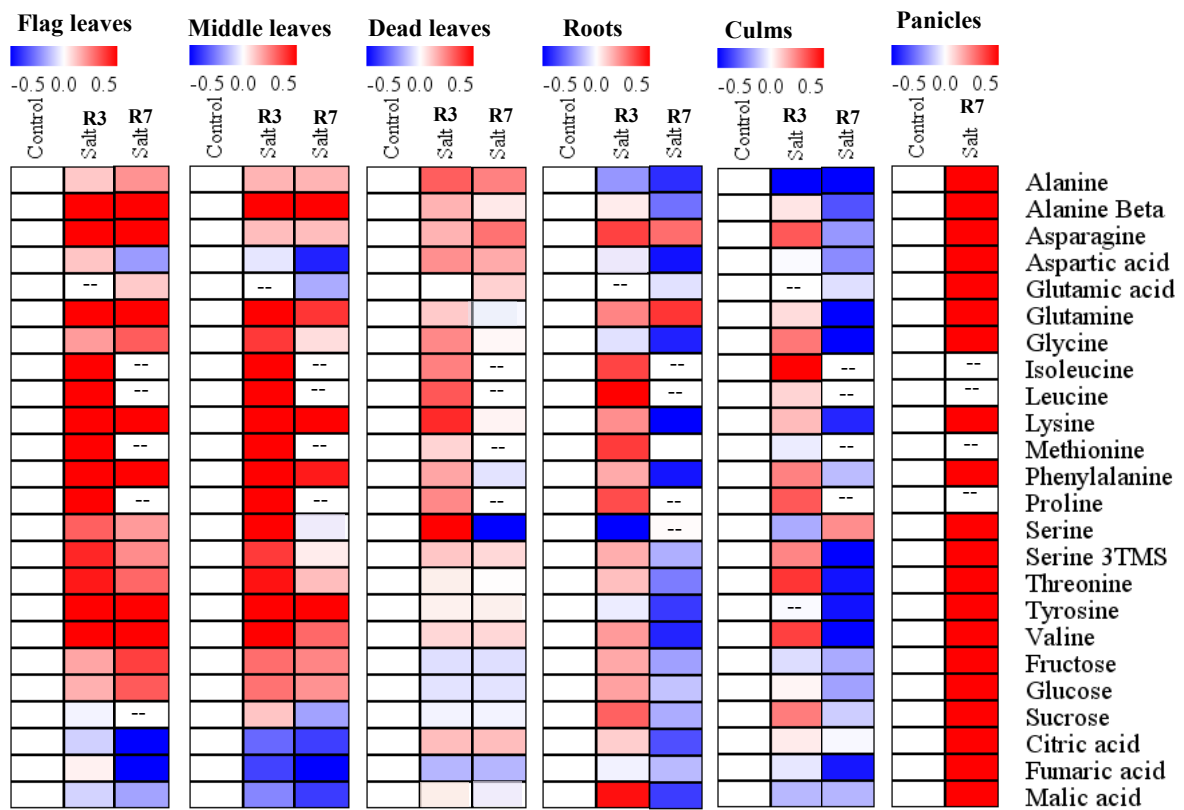 Flag leaves Middle leaves Dead leaves Roots Culms Panicles
-0.5 0.0 0.5 -0.5 0.0 0.5 -0.5 0.0 0.5 -0.5 0.0 0.5 -0.5 0.0 0.5 -0.5 0.0 0.5
R3 R7 R3 R7 R3 R7 R3 R7 R3 R7 R7
Control Salt Salt Control Salt Salt Control Salt Salt Control Salt Salt Control Salt Salt Control Salt
Alanine
Alanine Beta
Asparagine
Aspartic acid
-- -- -- -- Glutamic acid
Glutamine
Glycine
-- -- -- -- -- -- Isoleucine
-- -- -- -- -- -- Leucine
Lysine
-- -- -- -- -- Methionine
Phenylalanine
-- -- -- -- -- -- Proline
-- Serine
Serine 3TMS
Threonine
-- Tyrosine
Valine
Fructose
Glucose
-- Sucrose
Citric acid
Fumaric acid
Malic acid